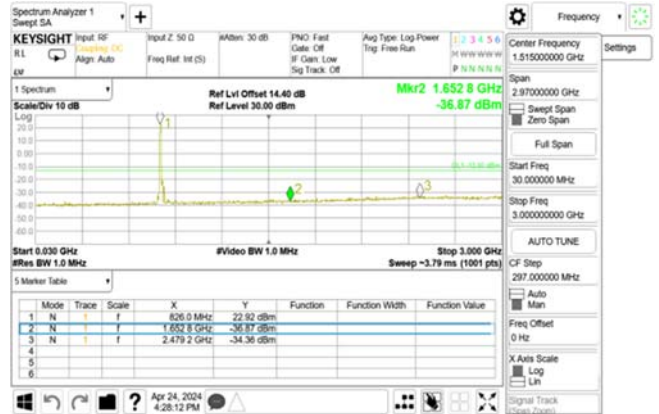 Spectrum Analyzer 1
Swept SA
Frequency
KEYSIGHT
RL
Input: RF
Coupling: DC
Align: Auto
Input Z: 50 Ω
Freq Ref: Int (S)
#Atten: 30 dB
PNO: Fast
Gate: Off
IF Gain: Low
Sig Track: Off
Avg Type: Log-Power
Trig: Free Run
1 2 3 4 5 6
M W W W W W
P N N N N N
Center Frequency
1.515000000 GHz
Settings
Span
2.97000000 GHz
Swept Span
Zero Span
Full Span
Start Freq
30.000000 MHz
Stop Freq
3.000000000 GHz
AUTO TUNE
CF Step
297.000000 MHz
Auto
Man
Freq Offset
0 Hz
X Axis Scale
Log
Lin
Signal Track
(Span Zoom)
1 Spectrum
Scale/Div 10 dB
Ref Lvl Offset 14.40 dB
Ref Level 30.00 dBm
Mkr2 1.652 8 GHz
-36.87 dBm
Log
20.0
10.0
0.00
-10.0
-20.0
-30.0
-40.0
-50.0
-60.0
1
2
3
DL1 -13.00 dBm
Start 0.030 GHz
#Res BW 1.0 MHz
#Video BW 1.0 MHz
Stop 3.000 GHz
Sweep ~3.79 ms (1001 pts)
5 Marker Table
Mode Trace Scale X Y Function Function Width Function Value
1 N 1 f 826.0 MHz 22.92 dBm
2 N 1 f 1.652 8 GHz -36.87 dBm
3 N 1 f 2.479 2 GHz -34.36 dBm
4
5
6
Apr 24, 2024
4:28:12 PM